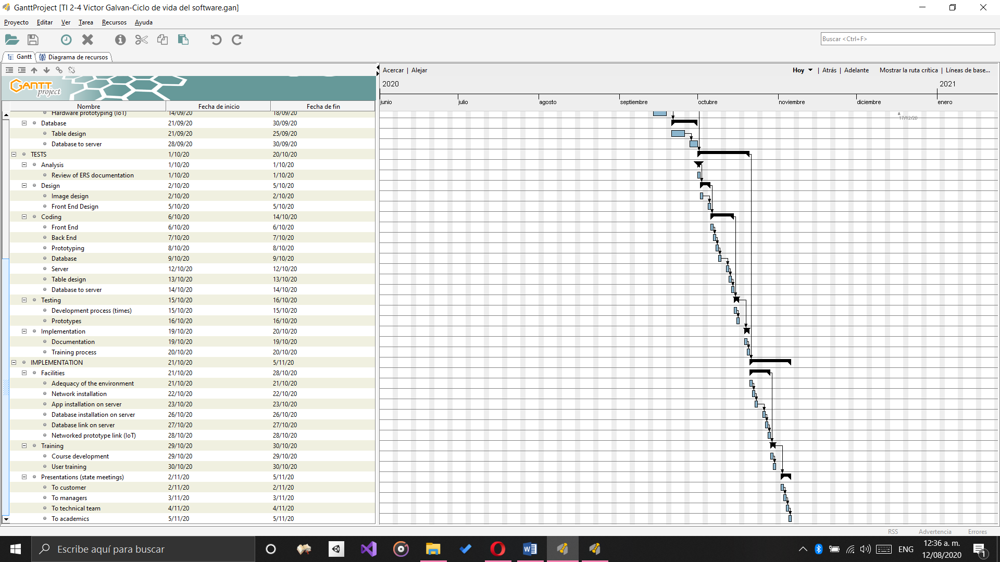 GanttProject [TI 2-4 Victor Galvan-Ciclo de vida del software.gan]
Proyecto Editar Ver Tarea Recursos Ayuda
Buscar <Ctrl+F>
Gantt Diagrama de recursos
Acercar | Alejar Hoy | Atrás | Adelante Mostrar la ruta crítica | Líneas de base...
GANTT project
2020 2021
junio julio agosto septiembre octubre noviembre diciembre enero
Nombre Fecha de inicio Fecha de fin
Hardware prototyping (IoT) 14/09/20 18/09/20
17/12/20
Database 21/09/20 30/09/20
Table design 21/09/20 25/09/20
Database to server 28/09/20 30/09/20
TESTS 1/10/20 20/10/20
Analysis 1/10/20 1/10/20
Review of ERS documentation 1/10/20 1/10/20
Design 2/10/20 5/10/20
Image design 2/10/20 2/10/20
Front End Design 5/10/20 5/10/20
Coding 6/10/20 14/10/20
Front End 6/10/20 6/10/20
Back End 7/10/20 7/10/20
Prototyping 8/10/20 8/10/20
Database 9/10/20 9/10/20
Server 12/10/20 12/10/20
Table design 13/10/20 13/10/20
Database to server 14/10/20 14/10/20
Testing 15/10/20 16/10/20
Development process (times) 15/10/20 15/10/20
Prototypes 16/10/20 16/10/20
Implementation 19/10/20 20/10/20
Documentation 19/10/20 19/10/20
Training process 20/10/20 20/10/20
IMPLEMENTATION 21/10/20 5/11/20
Facilities 21/10/20 28/10/20
Adequacy of the environment 21/10/20 21/10/20
Network installation 22/10/20 22/10/20
App installation on server 23/10/20 23/10/20
Database installation on server 26/10/20 26/10/20
Database link on server 27/10/20 27/10/20
Networked prototype link (IoT) 28/10/20 28/10/20
Training 29/10/20 30/10/20
Course development 29/10/20 29/10/20
User training 30/10/20 30/10/20
Presentations (state meetings) 2/11/20 5/11/20
To customer 2/11/20 2/11/20
To managers 3/11/20 3/11/20
To technical team 4/11/20 4/11/20
To academics 5/11/20 5/11/20
RSS Advertencia Errores
Escribe aquí para buscar
ENG
12:36 a. m.
12/08/2020
1